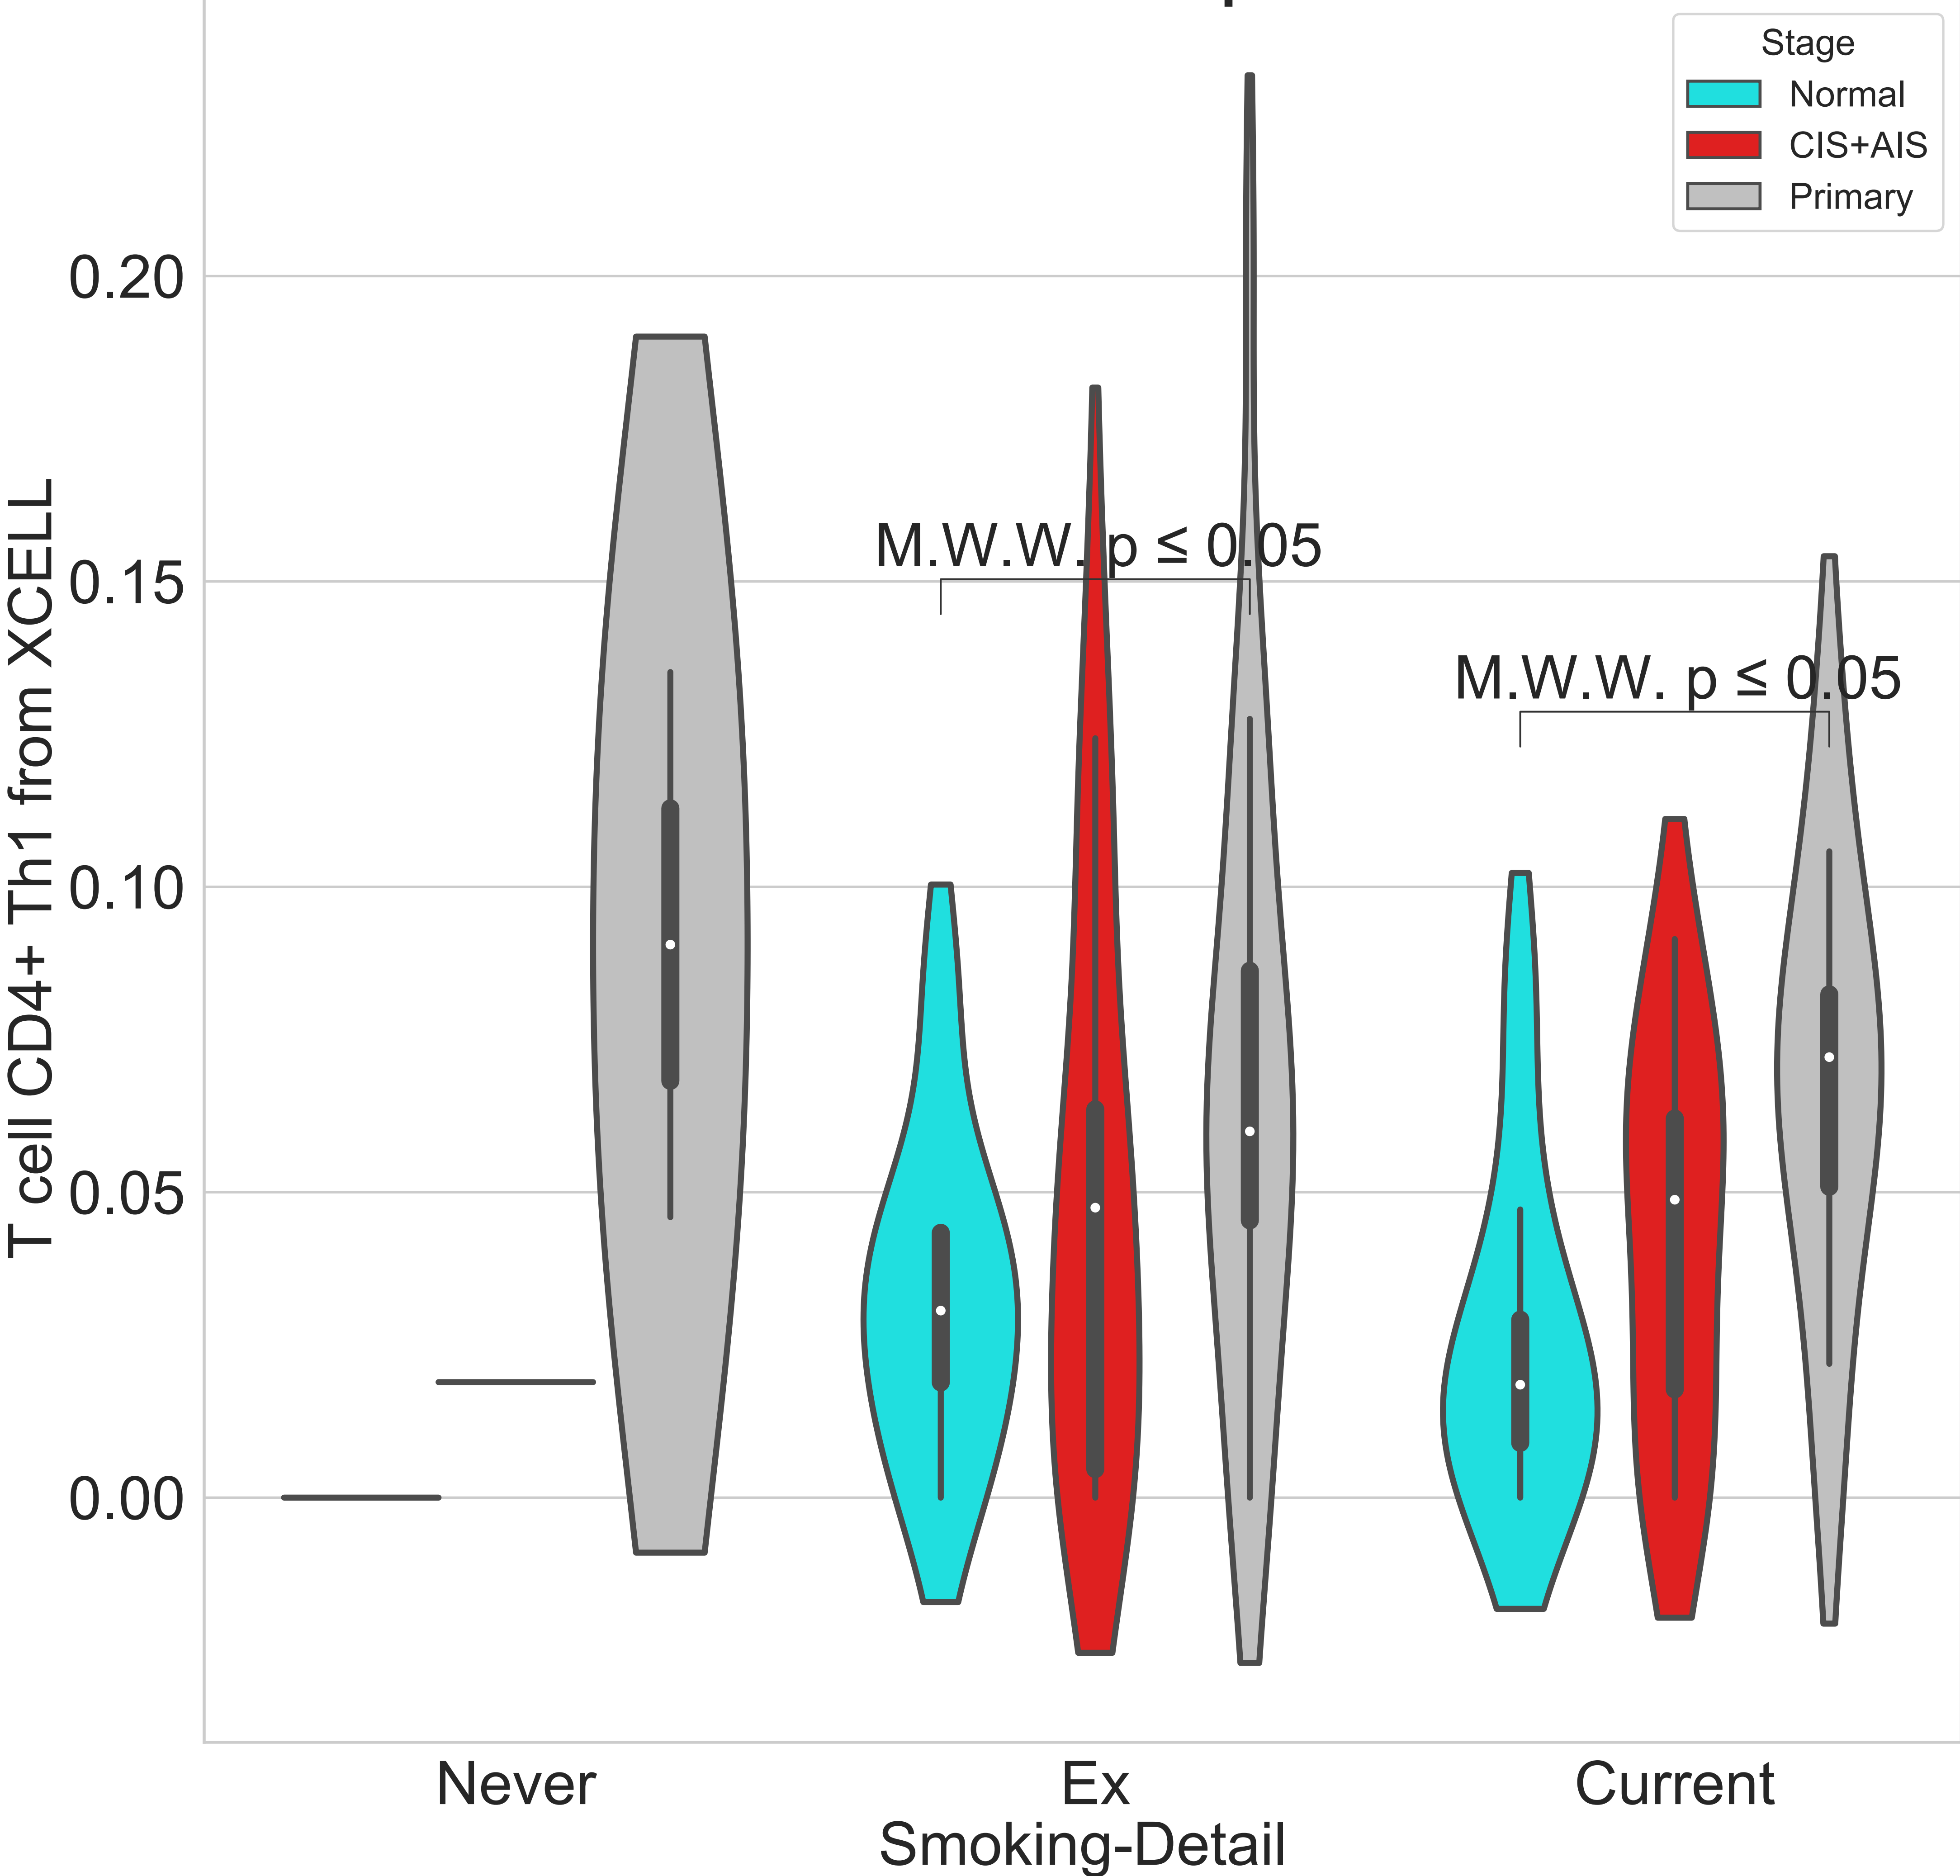 Stage
Normal
CIS+AIS
Primary
T cell CD4+ Th1 from XCELL
0.20
0.15
0.10
0.05
0.00
M.W.W. p ≤ 0.05
M.W.W. p ≤ 0.05
Never
Ex
Current
Smoking-Detail